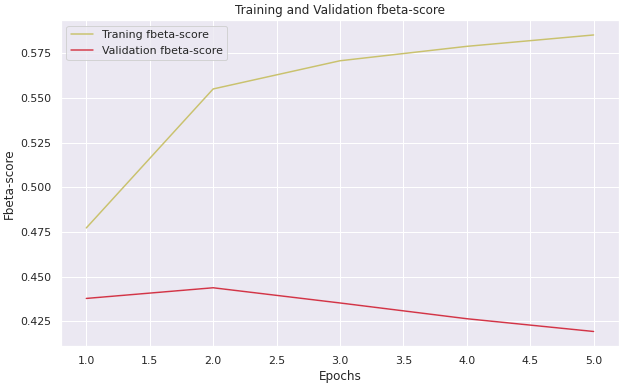 Training and Validation fbeta-score
Traning fbeta-score
Validation fbeta-score
Fbeta-score
0.575
0.550
0.525
0.500
0.475
0.450
0.425
1.0 1.5 2.0 2.5 3.0 3.5 4.0 4.5 5.0
Epochs